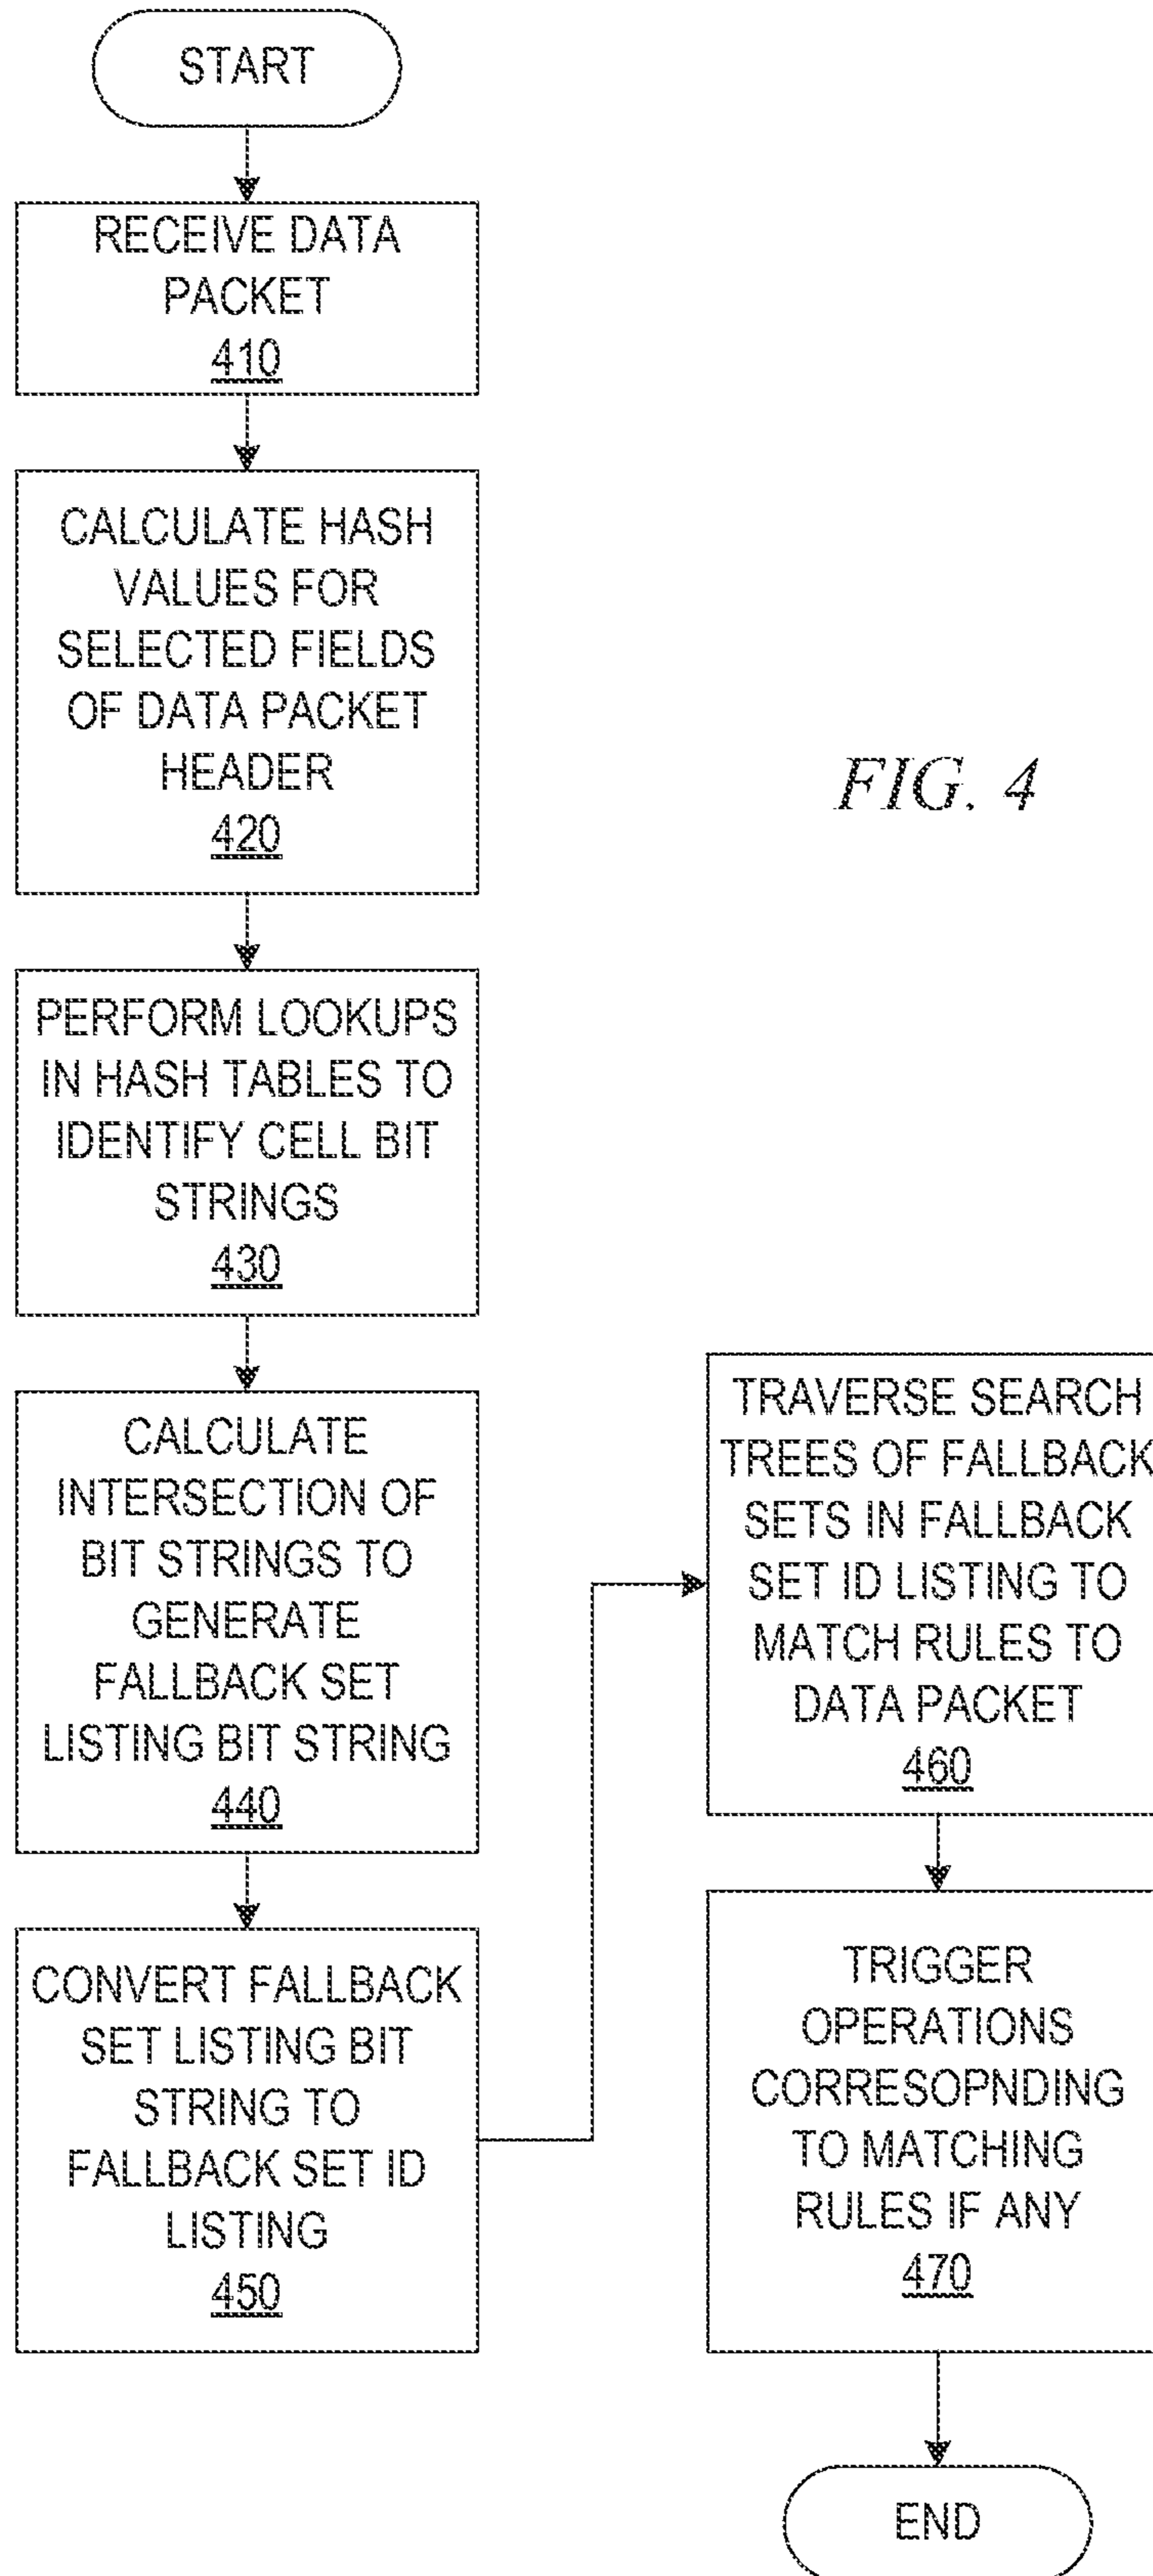 START
RECEIVE DATA
PACKET
410
CALCULATE HASH
VALUES FOR
SELECTED FIELDS
OF DATA PACKET
HEADER
420
FIG. 4
PERFORM LOOKUPS
IN HASH TABLES TO
IDENTIFY CELL BIT
STRINGS
430
CALCULATE
INTERSECTION OF
BIT STRINGS TO
GENERATE
FALLBACK SET
LISTING BIT STRING
440
CONVERT FALLBACK
SET LISTING BIT
STRING TO
FALLBACK SET ID
LISTING
450
TRAVERSE SEARCH
TREES OF FALLBACK
SETS IN FALLBACK
SET ID LISTING TO
MATCH RULES TO
DATA PACKET
460
TRIGGER
OPERATIONS
CORRESOPNDING
TO MATCHING
RULES IF ANY
470
END